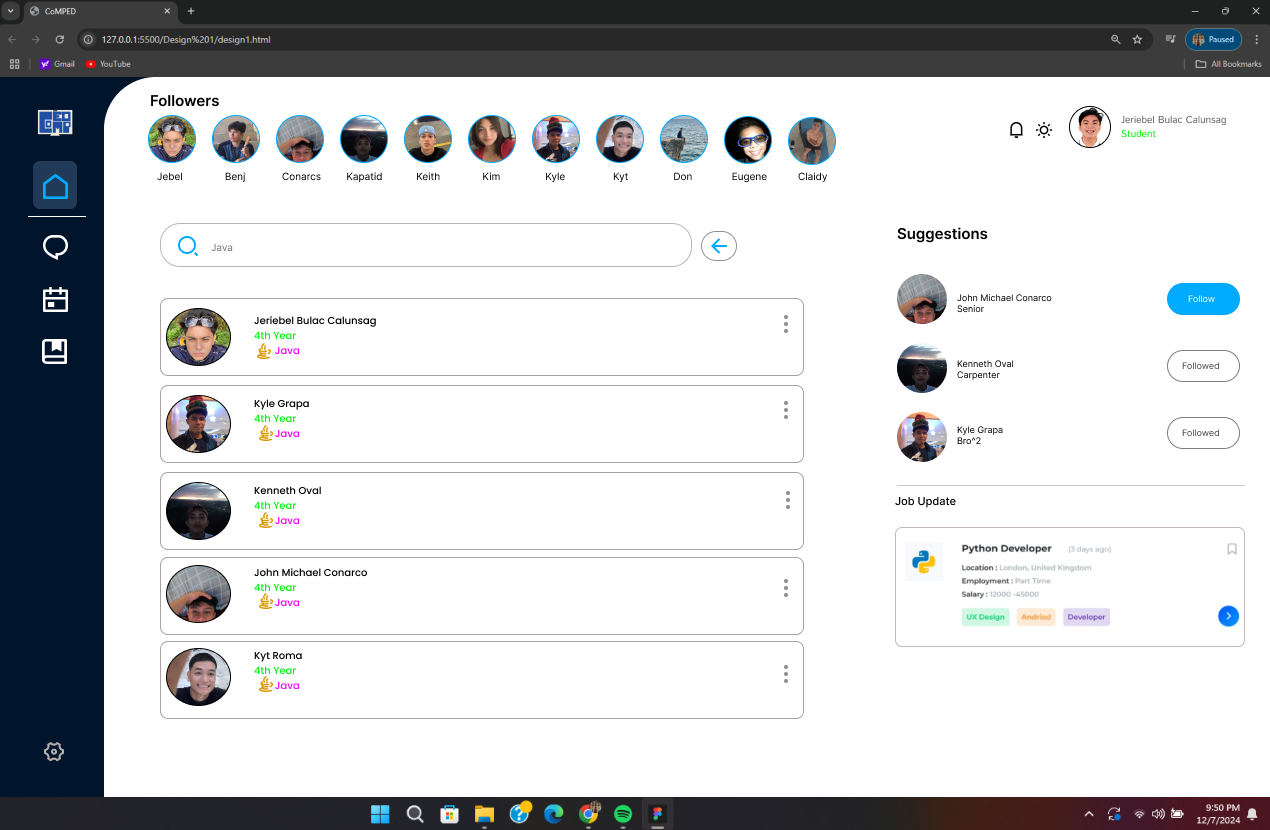 CoMPED
127.0.0.1:5500/Design%201/design1.html
Paused
Gmail
YouTube
All Bookmarks
Followers
Jebel
Benj
Conarcs
Kapatid
Keith
Kim
Kyle
Kyt
Don
Eugene
Claidy
Jeriebel Bulac Calunsag
Student
Java
Jeriebel Bulac Calunsag
4th Year
Java
Kyle Grapa
4th Year
Java
Kenneth Oval
4th Year
Java
John Michael Conarco
4th Year
Java
Kyt Roma
4th Year
Java
Suggestions
John Michael Conarco
Senior
Follow
Kenneth Oval
Carpenter
Followed
Kyle Grapa
Bro^2
Followed
Job Update
Python Developer (3 days ago)
Location : London, United Kingdom
Employment : Part Time
Salary : 12000 -45000
UX Design Andriod Developer
9:50 PM
12/7/2024